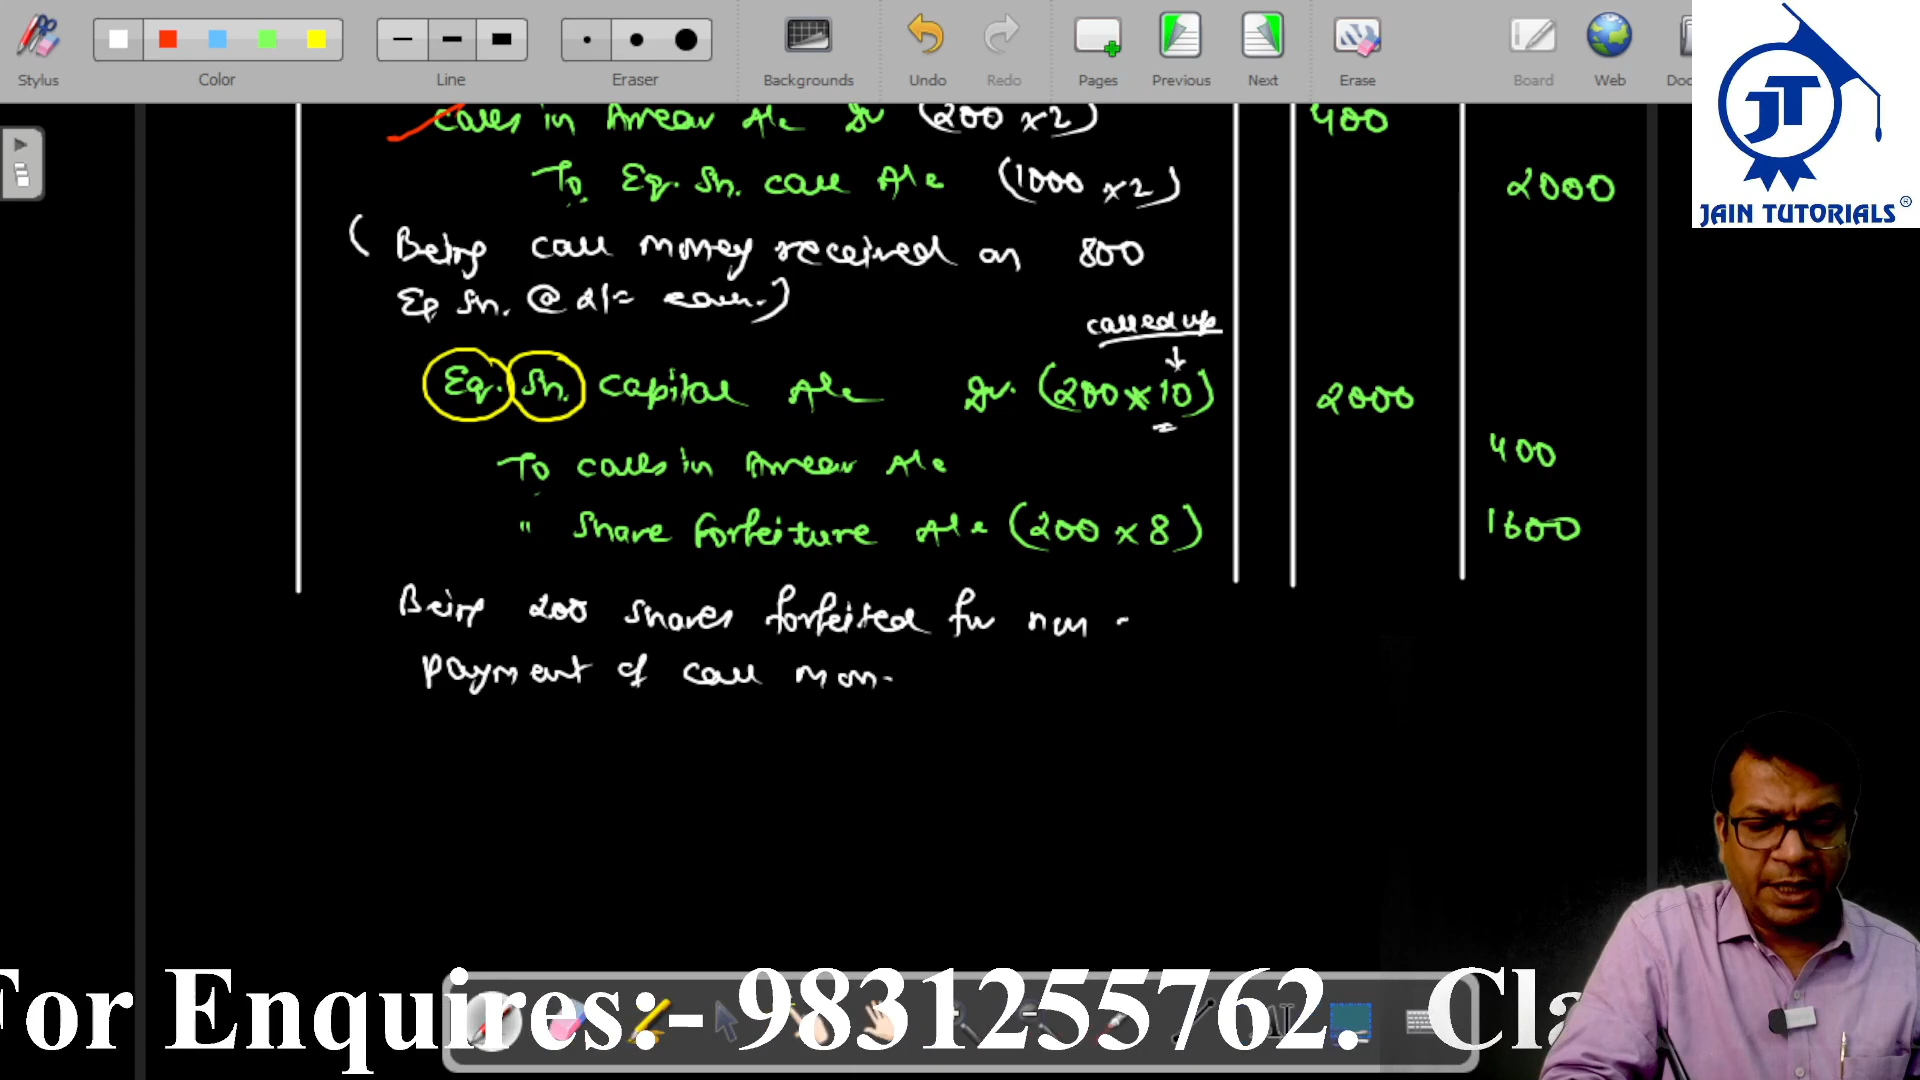 Stylus
Color
Line
Eraser
Backgrounds
Undo
Redo
Pages
Previous
Next
Erase
Board
Web
JT
JAIN TUTORIALS ®
Calls in Arrear A/c Dr (200 x 2) 400
To Eq. Sh. call A/c (1000 x 2) 2000
(Being call money received on 800
Eq Sh. @ 2/= each.)
called up
Eq. Sh. capital A/c Dr. (200 x 10) 2000
To calls in Arrear A/c 400
" Share forfeiture A/c (200 x 8) 1600
Being 200 shares forfeited for non -
payment of call mon.
For Enquires:- 9831255762. Cla